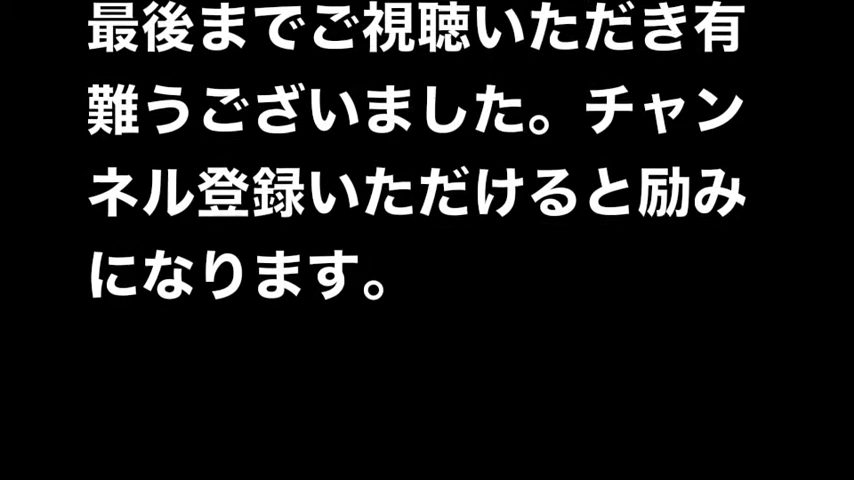 最後までご視聴いただき有
難うございました。チャン
ネル登録いただけると励み
になります。